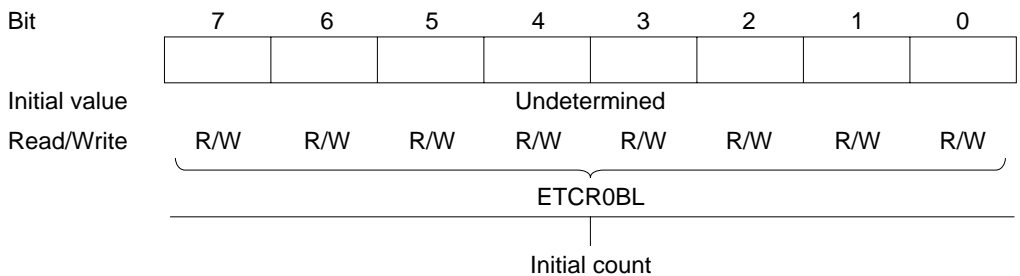 Bit 7 6 5 4 3 2 1 0
Initial value Undetermined
Read/Write R/W R/W R/W R/W R/W R/W R/W R/W
ETCR0BL
Initial count